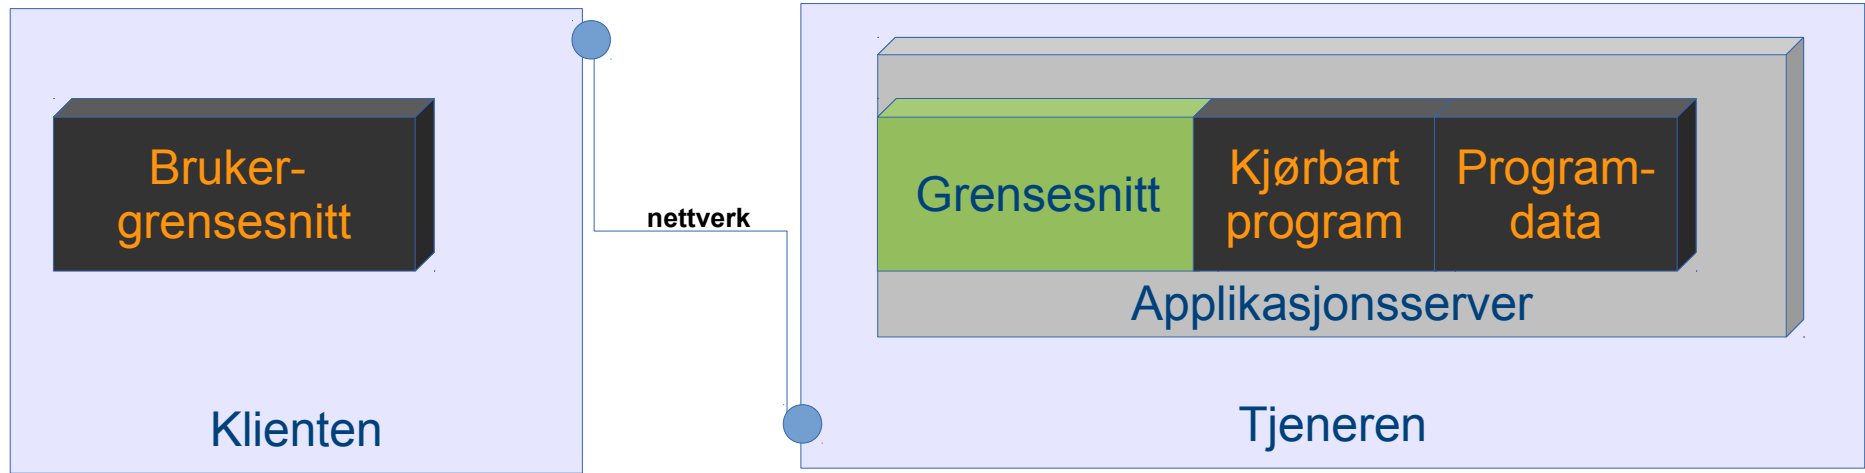 Bruker-
grensesnitt
Klienten
nettverk
Grensesnitt
Kjørbart
program
Program-
data
Applikasjonsserver
Tjeneren